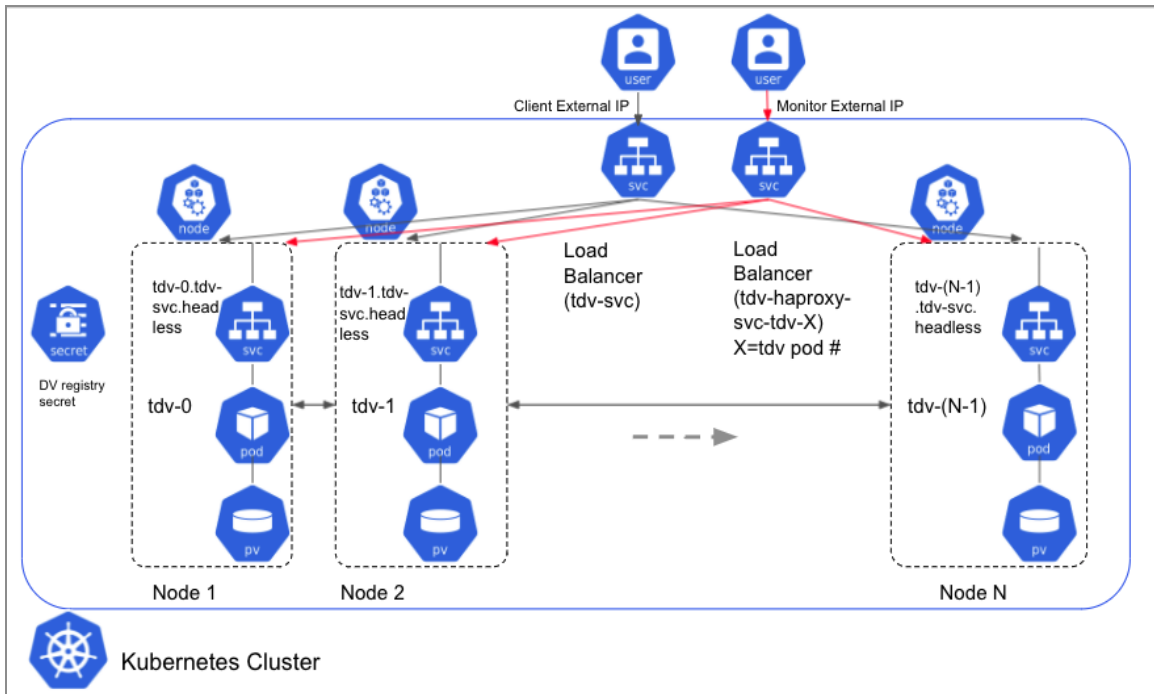 user
user
Client External IP
Monitor External IP
svc
svc
node
node
node
tdv-0.tdv-
svc.head
less
svc
tdv-1.tdv-
svc.head
less
svc
Load
Balancer
(tdv-svc)
Load
Balancer
(tdv-haproxy-
svc-tdv-X)
X=tdv pod #
tdv-(N-1)
.tdv-svc.
headless
svc
secret
DV registry
secret
tdv-0
pod
tdv-1
pod
tdv-(N-1)
pod
pv
pv
pv
Node 1
Node 2
Node N
Kubernetes Cluster